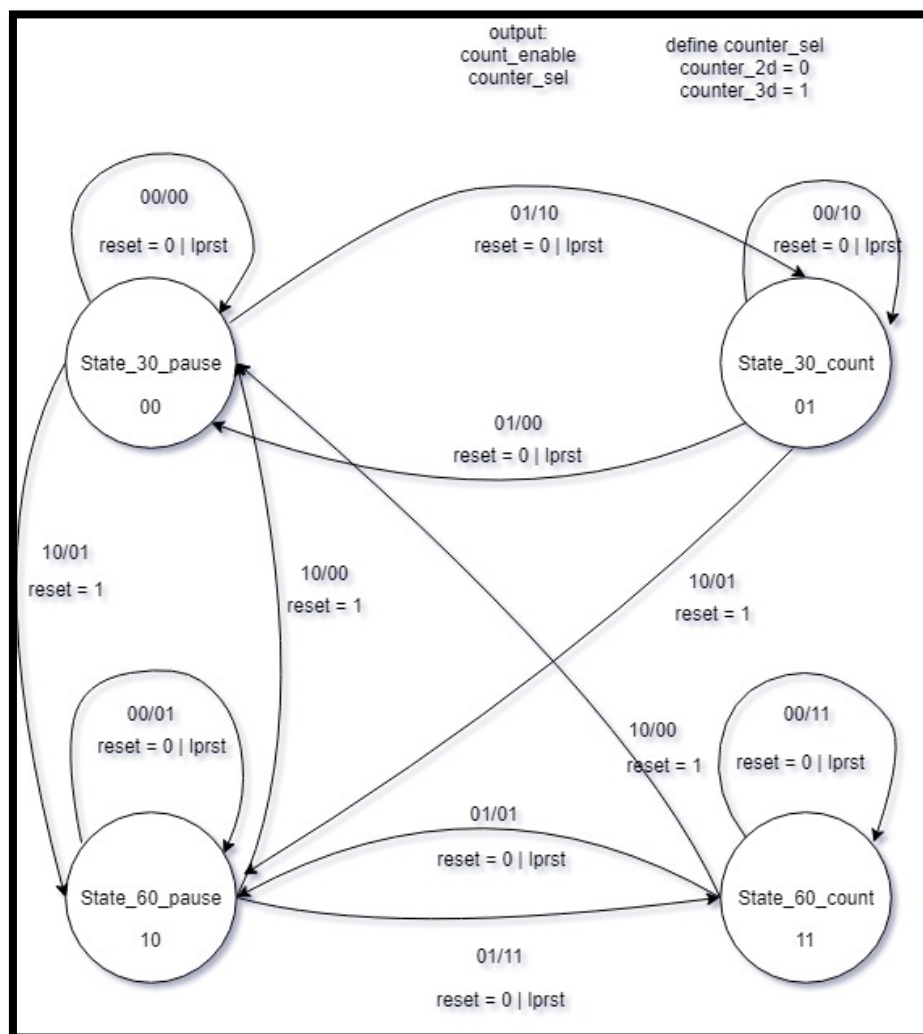 output:
count_enable
counter_sel
define counter_sel
counter_2d = 0
counter_3d = 1
00/00
reset = 0 | lprst
01/10
reset = 0 | lprst
00/10
reset = 0 | lprst
State_30_pause
00
State_30_count
01
01/00
reset = 0 | lprst
10/01
reset = 1
10/00
reset = 1
10/01
reset = 1
00/01
reset = 0 | lprst
10/00
reset = 1
00/11
reset = 0 | lprst
01/01
reset = 0 | lprst
State_60_pause
10
State_60_count
11
01/11
reset = 0 | lprst